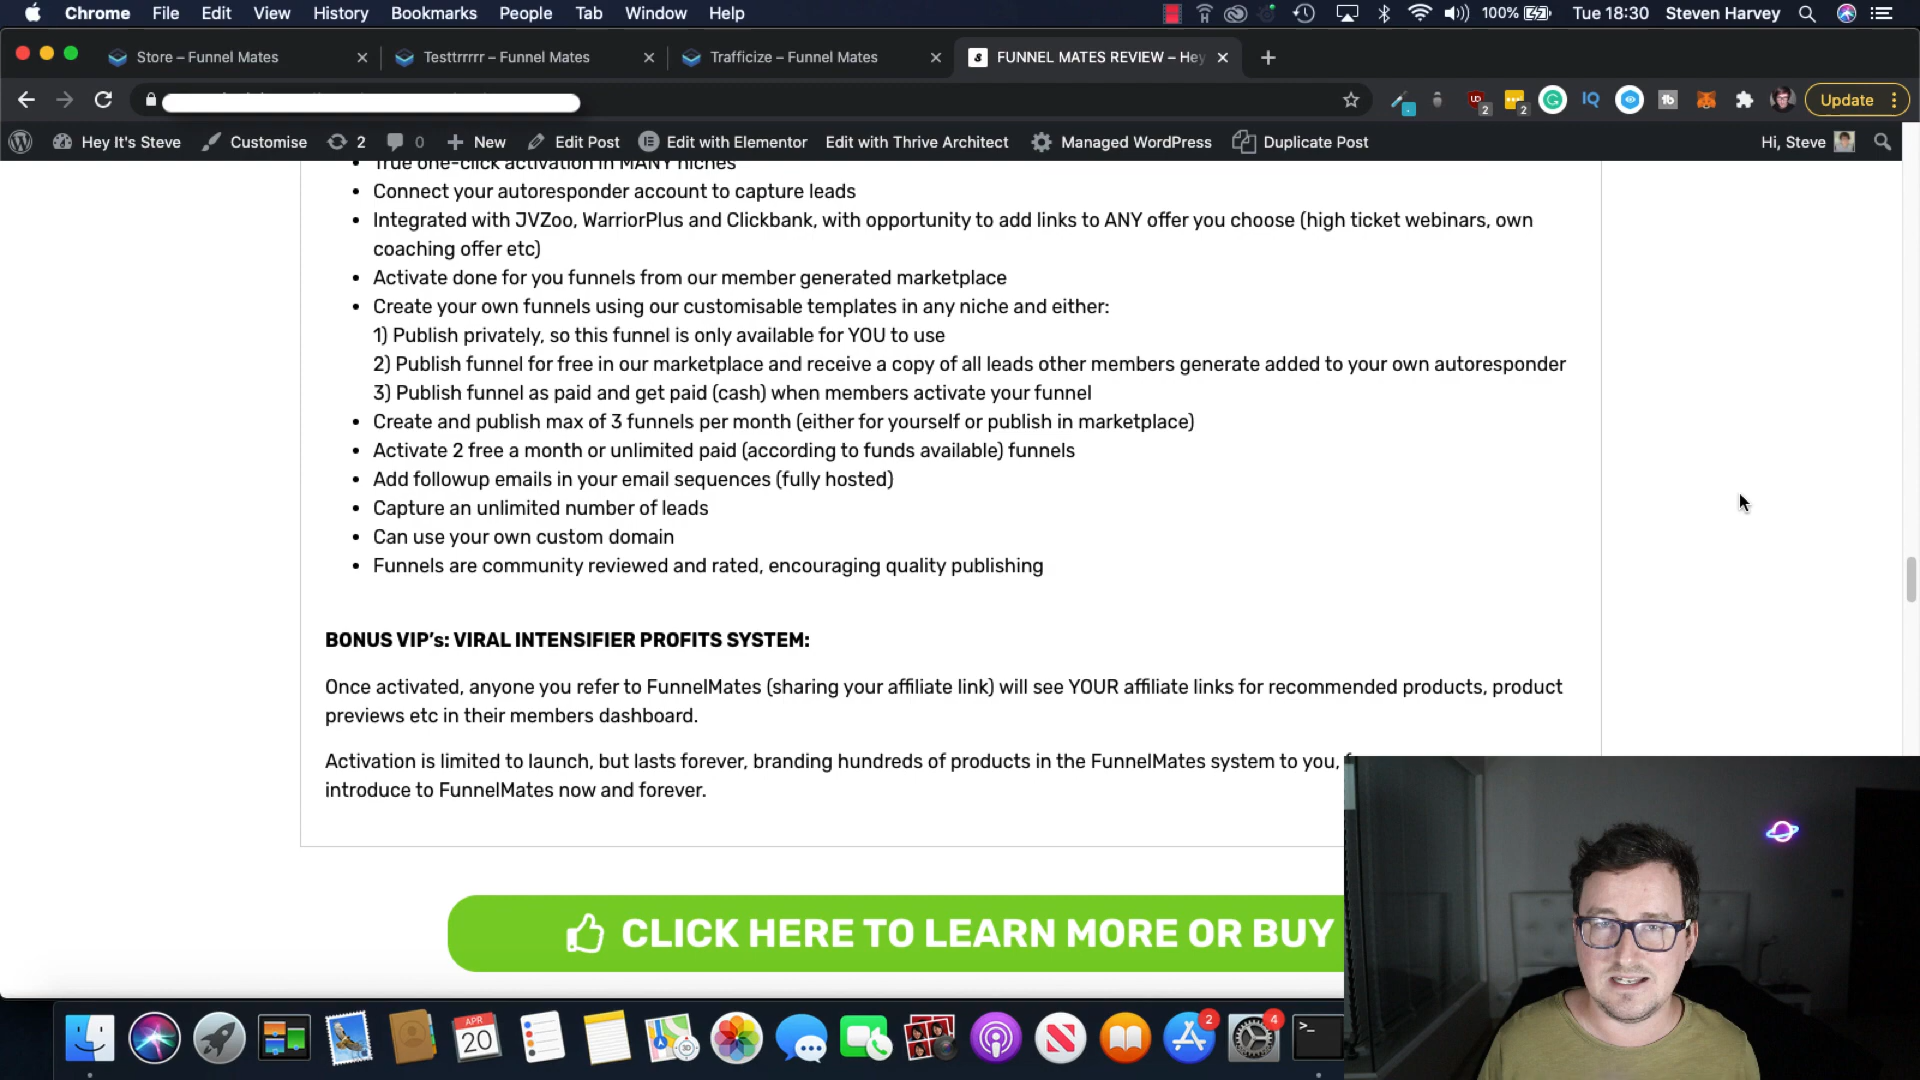 Chrome File Edit View History Bookmarks People Tab Window Help 100% Tue 18:30 Steven Harvey
Store – Funnel Mates
Testtrrrrr – Funnel Mates
Trafficize – Funnel Mates
FUNNEL MATES REVIEW – Hey
Update
Hey It's Steve Customise 2 0 New Edit Post Edit with Elementor Edit with Thrive Architect Managed WordPress Duplicate Post Hi, Steve
True one-click activation in MANY niches
Connect your autoresponder account to capture leads
Integrated with JVZoo, WarriorPlus and Clickbank, with opportunity to add links to ANY offer you choose (high ticket webinars, own
coaching offer etc)
Activate done for you funnels from our member generated marketplace
Create your own funnels using our customisable templates in any niche and either:
1) Publish privately, so this funnel is only available for YOU to use
2) Publish funnel for free in our marketplace and receive a copy of all leads other members generate added to your own autoresponder
3) Publish funnel as paid and get paid (cash) when members activate your funnel
Create and publish max of 3 funnels per month (either for yourself or publish in marketplace)
Activate 2 free a month or unlimited paid (according to funds available) funnels
Add followup emails in your email sequences (fully hosted)
Capture an unlimited number of leads
Can use your own custom domain
Funnels are community reviewed and rated, encouraging quality publishing
BONUS VIP's: VIRAL INTENSIFIER PROFITS SYSTEM:
Once activated, anyone you refer to FunnelMates (sharing your affiliate link) will see YOUR affiliate links for recommended products, product
previews etc in their members dashboard.
Activation is limited to launch, but lasts forever, branding hundreds of products in the FunnelMates system to you,
introduce to FunnelMates now and forever.
CLICK HERE TO LEARN MORE OR BUY
APR
20
2
4